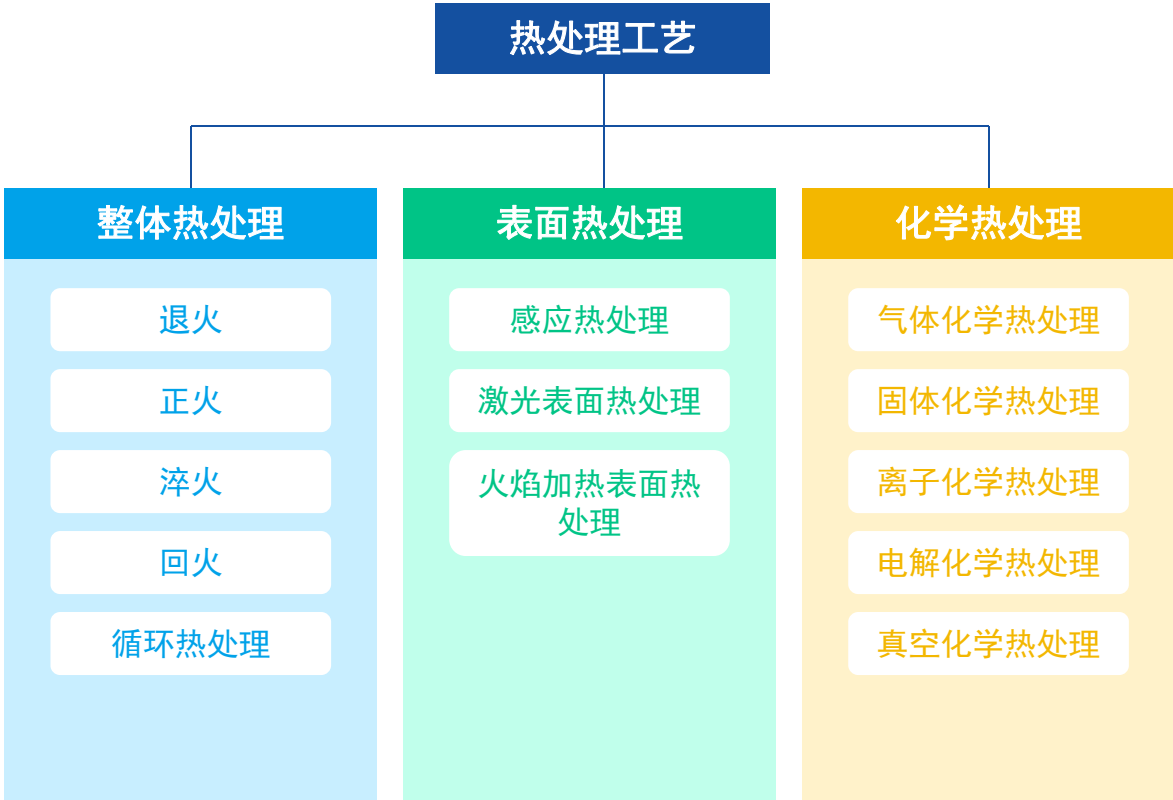 热处理工艺
整体热处理
退火
正火
淬火
回火
循环热处理
表面热处理
感应热处理
激光表面热处理
火焰加热表面热
处理
化学热处理
气体化学热处理
固体化学热处理
离子化学热处理
电解化学热处理
真空化学热处理